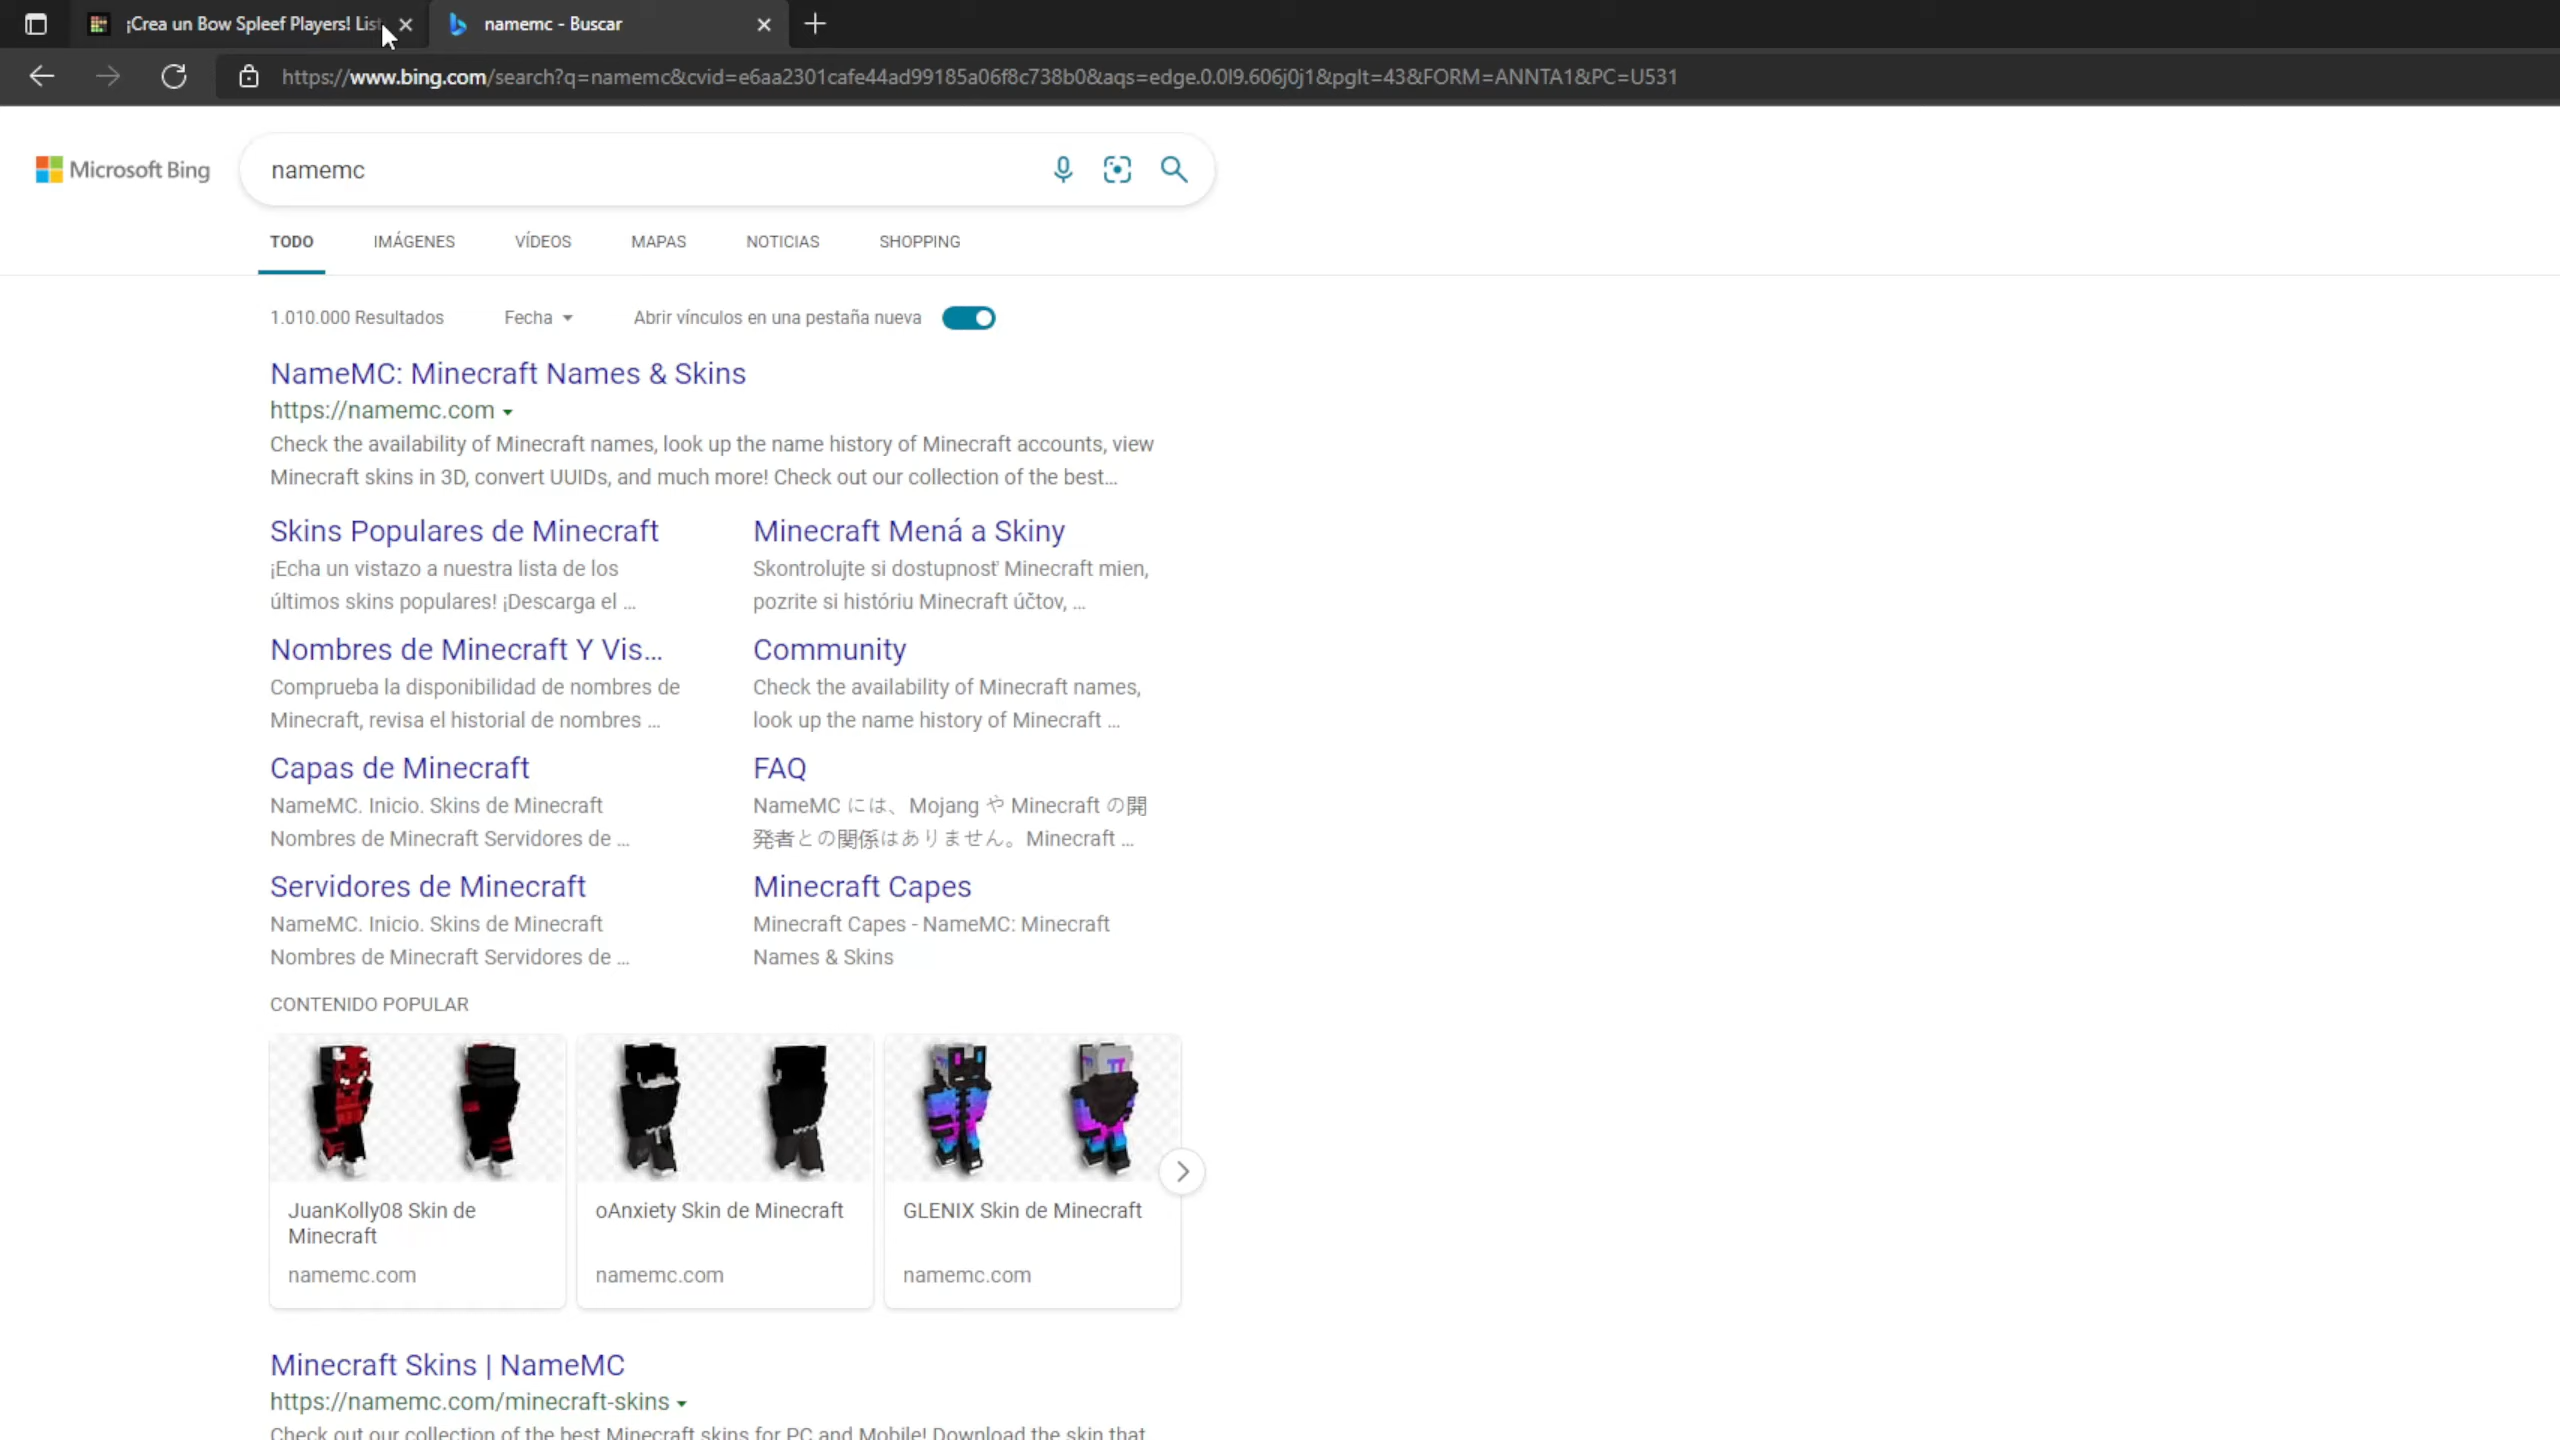 ¡Crea un Bow Spleef Players! List
namemc - Buscar
https://www.bing.com/search?q=namemc&cvid=e6aa2301cafe44ad99185a06f8c738b0&aqs=edge.0.0l9.606j0j1&pglt=43&FORM=ANNTA1&PC=U531
Microsoft Bing
namemc
TODO IMÁGENES VÍDEOS MAPAS NOTICIAS SHOPPING
1.010.000 Resultados Fecha Abrir vínculos en una pestaña nueva
NameMC: Minecraft Names & Skins
https://namemc.com
Check the availability of Minecraft names, look up the name history of Minecraft accounts, view
Minecraft skins in 3D, convert UUIDs, and much more! Check out our collection of the best...
Skins Populares de Minecraft
¡Echa un vistazo a nuestra lista de los
últimos skins populares! ¡Descarga el ...
Minecraft Mená a Skiny
Skontrolujte si dostupnosť Minecraft mien,
pozrite si históriu Minecraft účtov, ...
Nombres de Minecraft Y Vis...
Comprueba la disponibilidad de nombres de
Minecraft, revisa el historial de nombres ...
Community
Check the availability of Minecraft names,
look up the name history of Minecraft ...
Capas de Minecraft
NameMC. Inicio. Skins de Minecraft
Nombres de Minecraft Servidores de ...
FAQ
NameMC には、Mojang や Minecraft の開
発者との関係はありません。Minecraft ...
Servidores de Minecraft
NameMC. Inicio. Skins de Minecraft
Nombres de Minecraft Servidores de ...
Minecraft Capes
Minecraft Capes - NameMC: Minecraft
Names & Skins
CONTENIDO POPULAR
JuanKolly08 Skin de
Minecraft
namemc.com
oAnxiety Skin de Minecraft
namemc.com
GLENIX Skin de Minecraft
namemc.com
Minecraft Skins | NameMC
https://namemc.com/minecraft-skins
Check out our collection of the best Minecraft skins for PC and Mobile! Download the skin that